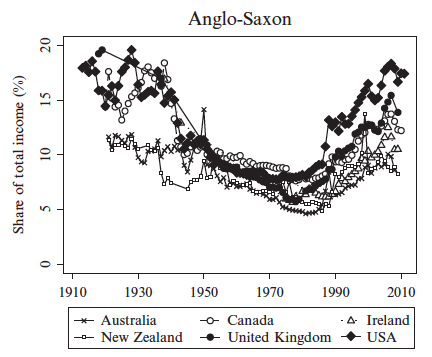 Anglo-Saxon
Share of total income (%)
20
15
10
5
0
1910 1930 1950 1970 1990 2010
Australia Canada Ireland
New Zealand United Kingdom USA